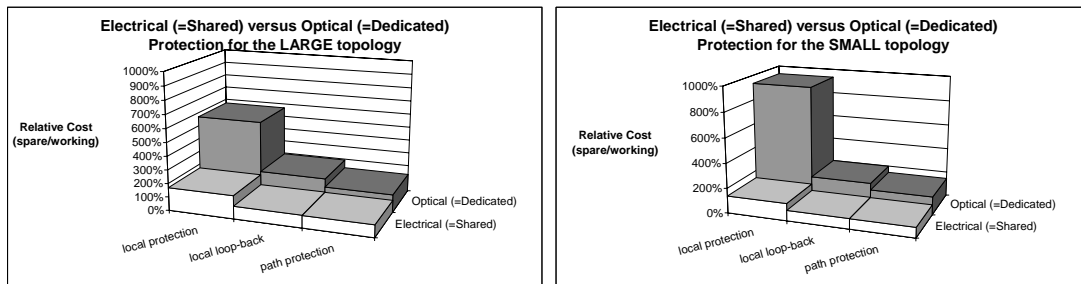 Electrical (=Shared) versus Optical (=Dedicated)
Protection for the LARGE topology
1000%
900%
800%
700%
600%
500%
400%
300%
200%
100%
0%
Relative Cost
(spare/working)
local protection
local loop-back
path protection
Optical (=Dedicated)
Electrical (=Shared)
Electrical (=Shared) versus Optical (=Dedicated)
Protection for the SMALL topology
1000%
800%
600%
400%
200%
0%
Relative Cost
(spare/working)
local protection
local loop-back
path protection
Optical (=Dedicated)
Electrical (=Shared)